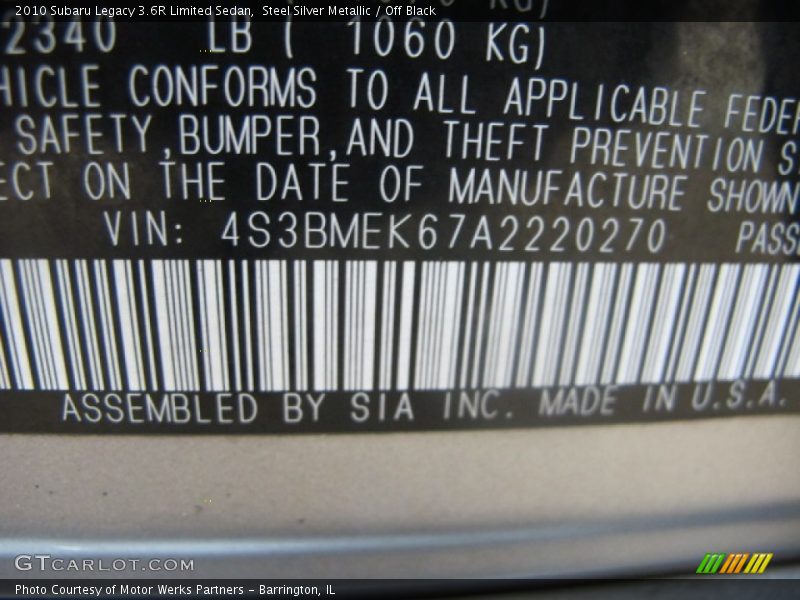 2010 Subaru Legacy 3.6R Limited Sedan,  Steel Silver Metallic / Off Black
KG)
2340 LB ( 1060 KG)
HICLE CONFORMS TO ALL APPLICABLE FEDER
SAFETY,BUMPER,AND THEFT PREVENTION S
ECT ON THE DATE OF MANUFACTURE SHOWN
VIN: 4S3BMEK67A2220270 PASS
ASSEMBLED BY SIA INC. MADE IN U.S.A.
GTCARLOT.COM
Photo Courtesy of Motor Werks Partners - Barrington, IL